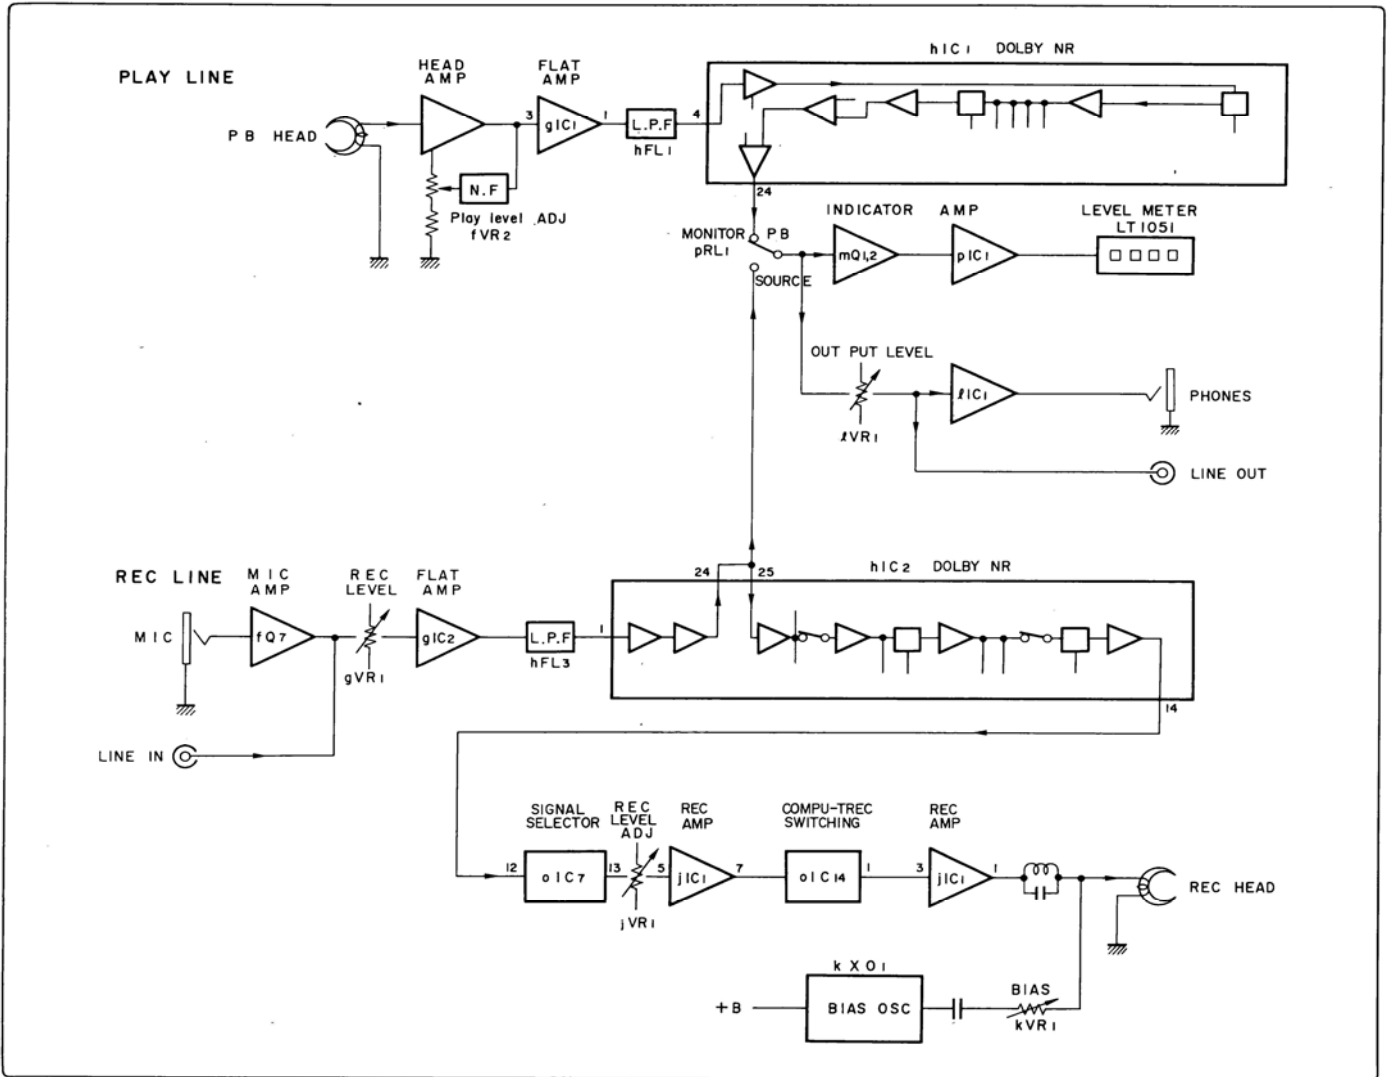 hIC1 DOLBY NR
PLAY LINE
HEAD
AMP
FLAT
AMP
PB HEAD
3
gIC1
1
L.P.F
hFL1
4
N.F
Play level ADJ
fVR2
24
MONITOR
pRL1
PB
SOURCE
INDICATOR AMP
mQ1,2
pIC1
LEVEL METER
LT1051
OUT PUT LEVEL
ℓVR1
ℓIC1
PHONES
LINE OUT
REC LINE
MIC
AMP
REC
LEVEL
FLAT
AMP
24
25
hIC2 DOLBY NR
MIC
fQ7
gVR1
gIC2
L.P.F
hFL3
1
14
LINE IN
SIGNAL
SELECTOR
REC
LEVEL
ADJ
REC
AMP
COMPU-TREC
SWITCHING
REC
AMP
12
oIC7
13
jVR1
5
jIC1
7
oIC14
1
3
jIC1
1
REC HEAD
kXO1
+B
BIAS OSC
BIAS
kVR1